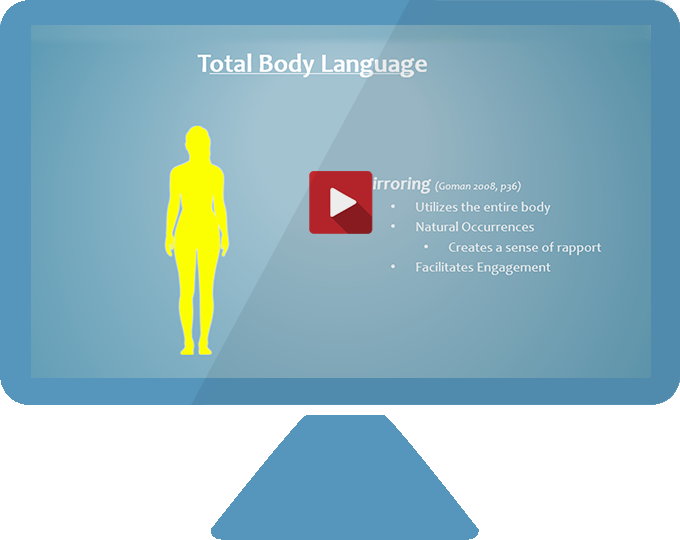 Total Body Language
irroring (Goman 2008, p36)
• Utilizes the entire body
• Natural Occurrences
• Creates a sense of rapport
• Facilitates Engagement